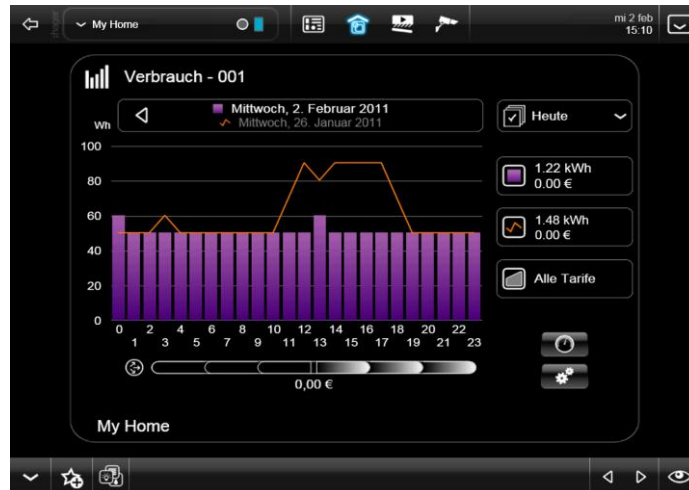 My Home
mi 2 feb
15:10
Verbrauch - 001
Mittwoch, 2. Februar 2011
Mittwoch, 26. Januar 2011
Heute
Wh
100
80
60
40
20
0
1.22 kWh
0.00 €
1.48 kWh
0.00 €
Alle Tarife
0 2 4 6 8 10 12 14 16 18 20 22
1 3 5 7 9 11 13 15 17 19 21 23
0,00 €
My Home